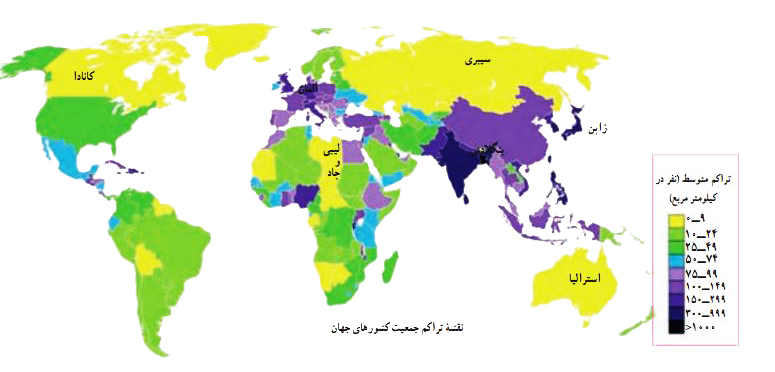 کانادا
سیبری
آلمان
ژاپن
بنگلادش
لیبی
و
چاد
استرالیا
تراکم متوسط (نفر در
کیلومتر مربع)
۰ــ۹
۱۰ــ۲۴
۲۵ــ۴۹
۵۰ــ۷۴
۷۵ــ۹۹
۱۰۰ــ۱۴۹
۱۵۰ــ۲۹۹
۳۰۰ــ۹۹۹
>۱۰۰۰
نقشهٔ تراکم جمعیت کشورهای جهان